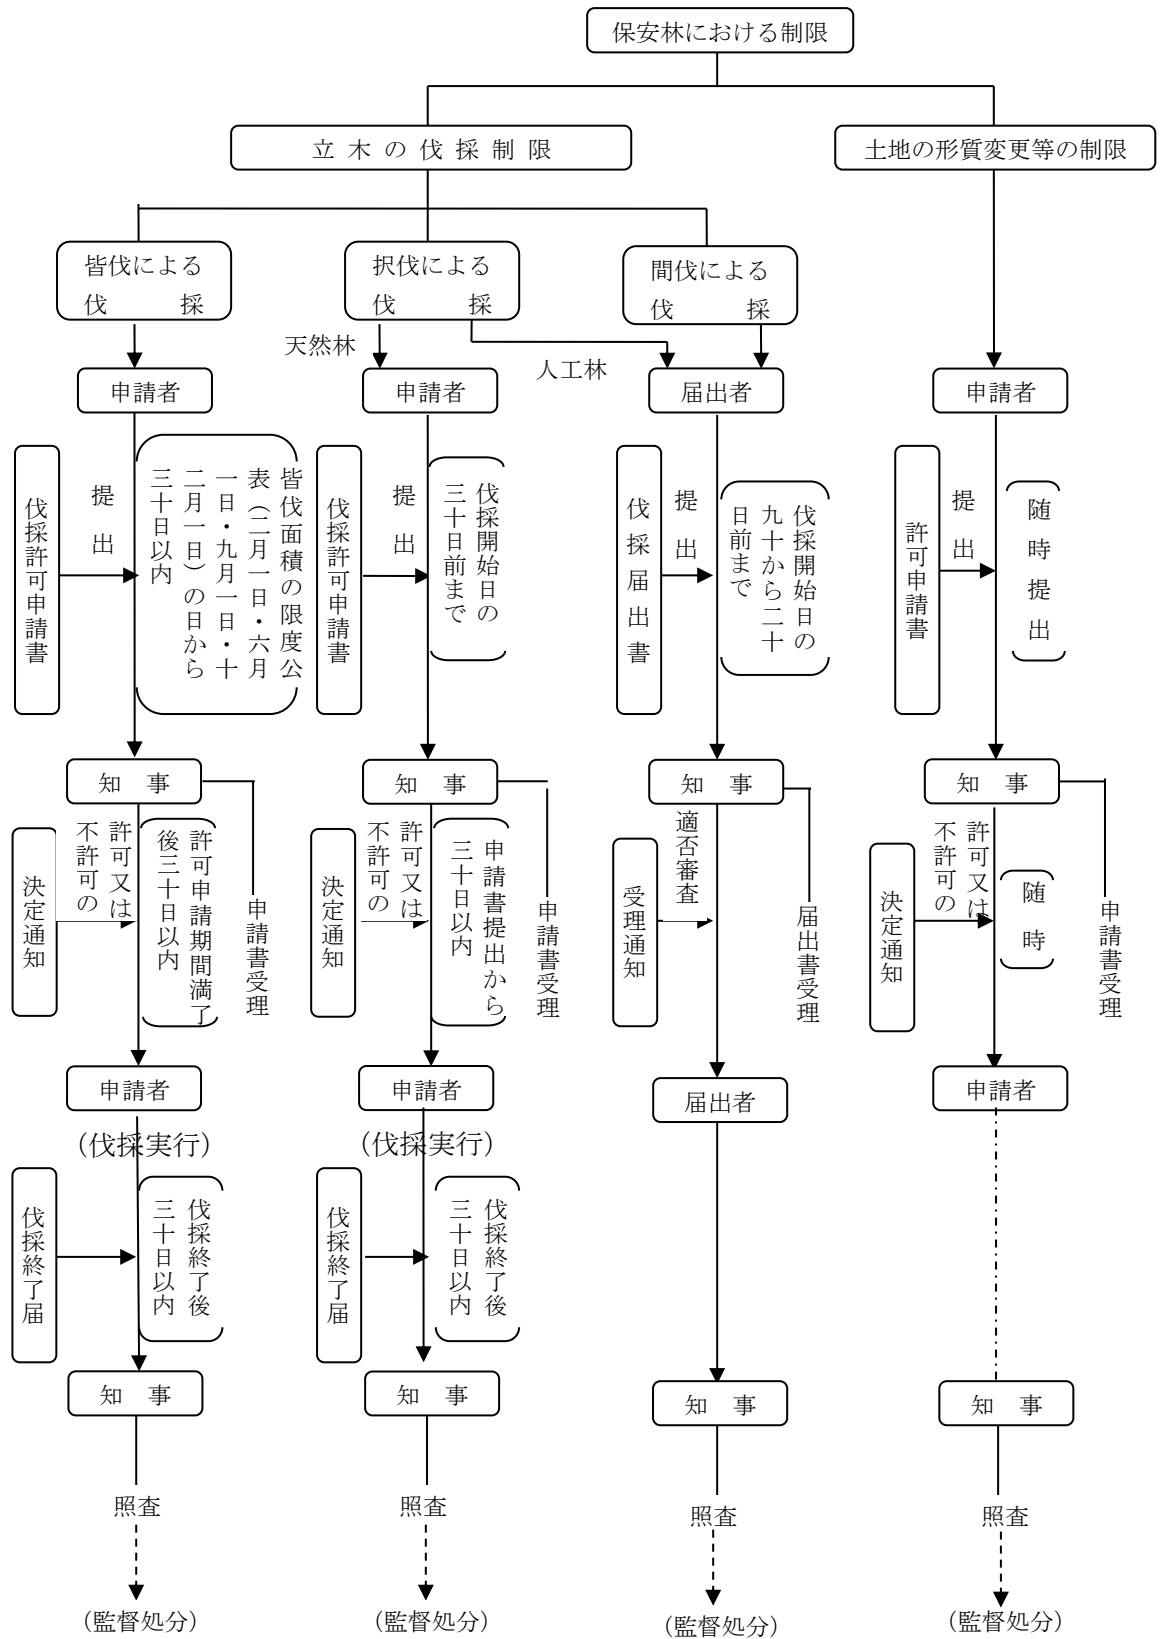 保安林における制限
立木の伐採制限
土地の形質変更等の制限
皆伐による
伐　　採
択伐による
伐　　採
間伐による
伐　　採
天然林
人工林
申請者
申請者
届出者
申請者
伐採許可申請書
提出
皆伐面積の限度公
表（二月一日・六月
一日・九月一日・十
二月一日）の日から
三十日以内
伐採許可申請書
提出
伐採開始日の
三十日前まで
伐採届出書
提出
伐採開始日の
九十から二十
日前まで
許可申請書
提出
随時提出
知　事
知　事
知　事
知　事
決定通知
許可又は
不許可の
許可申請期間満了
後三十日以内
申請書受理
決定通知
許可又は
不許可の
申請書提出から
三十日以内
申請書受理
受理通知
適否審査
届出書受理
決定通知
許可又は
不許可の
随時
申請書受理
申請者
申請者
届出者
申請者
（伐採実行）
（伐採実行）
伐採終了届
伐採終了後
三十日以内
伐採終了届
伐採終了後
三十日以内
知　事
知　事
知　事
知　事
照査
照査
照査
照査
（監督処分）
（監督処分）
（監督処分）
（監督処分）